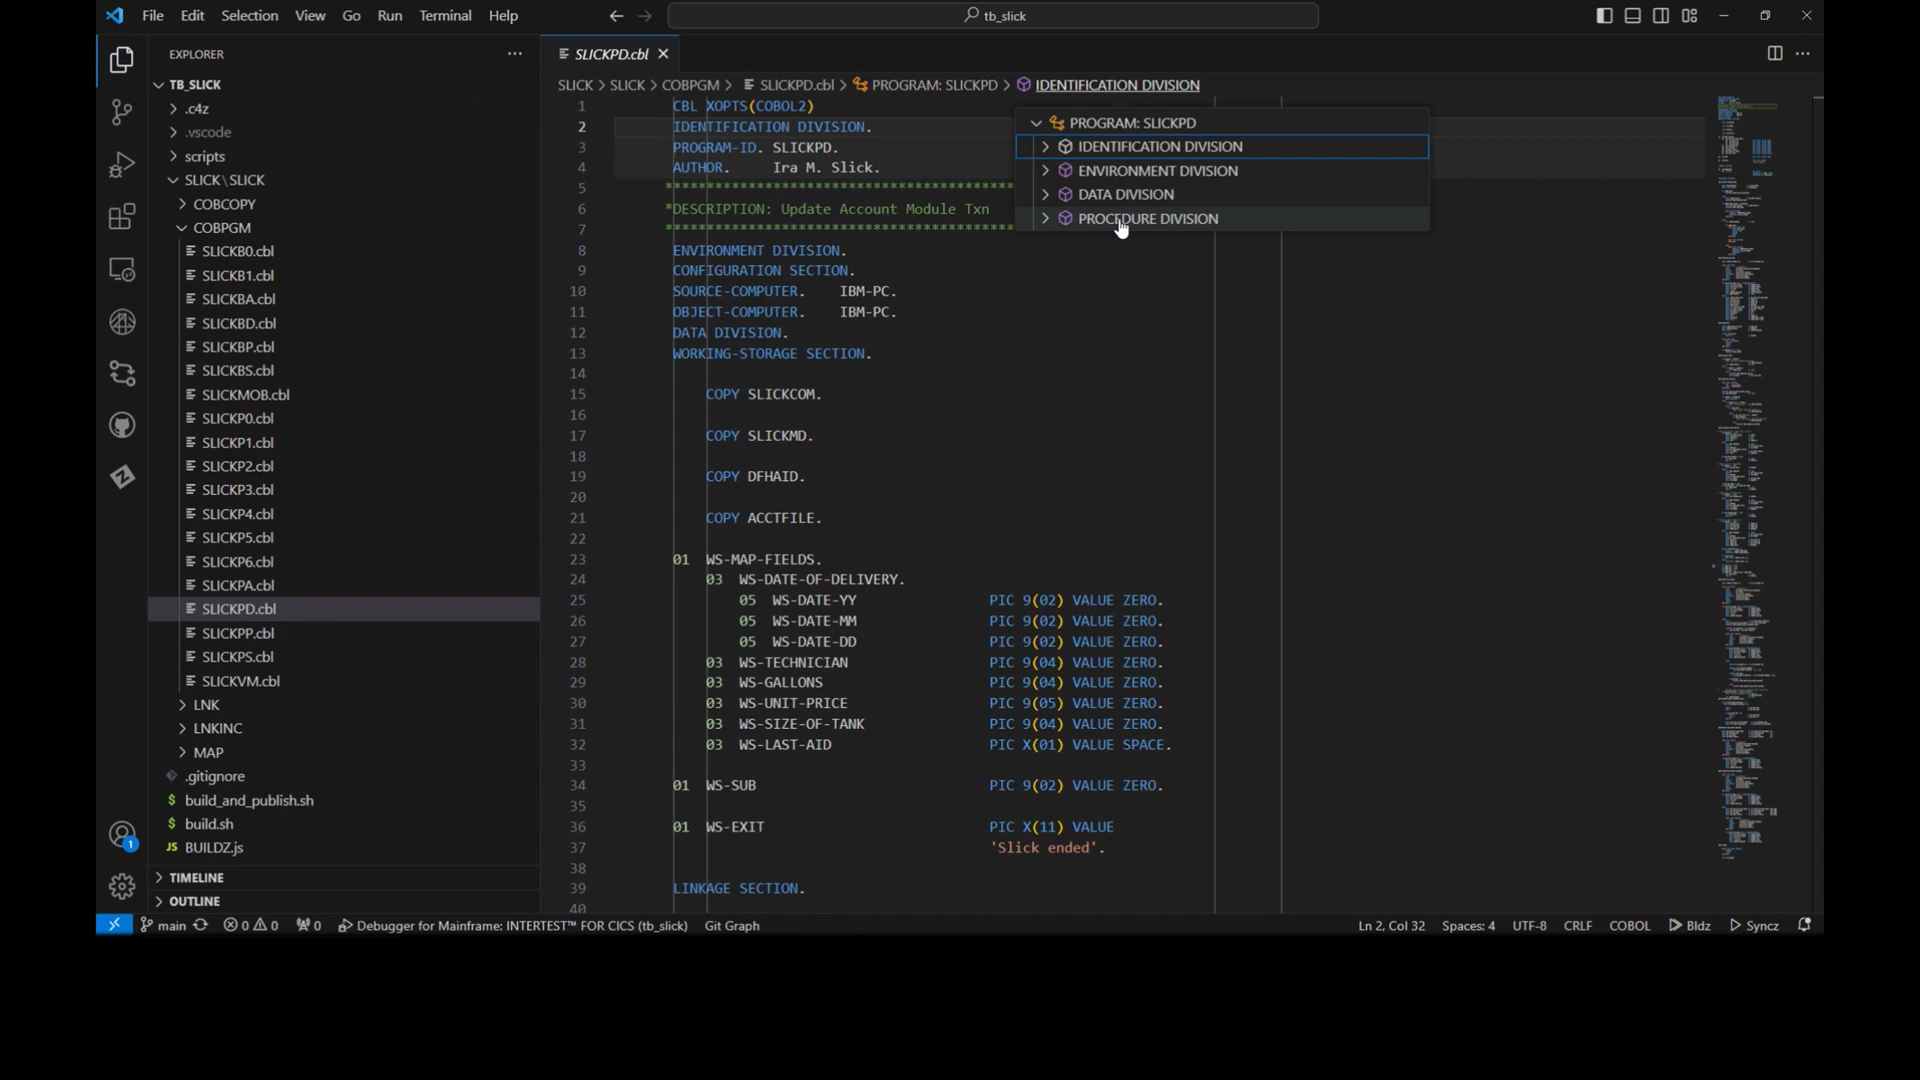 File Edit Selection View Go Run Terminal Help
tb_slick
EXPLORER
TB_SLICK
.c4z
.vscode
scripts
SLICK\SLICK
COBCOPY
COBPGM
SLICKB0.cbl
SLICKB1.cbl
SLICKBA.cbl
SLICKBD.cbl
SLICKBP.cbl
SLICKBS.cbl
SLICKMOB.cbl
SLICKP0.cbl
SLICKP1.cbl
SLICKP2.cbl
SLICKP3.cbl
SLICKP4.cbl
SLICKP5.cbl
SLICKP6.cbl
SLICKPA.cbl
SLICKPD.cbl
SLICKPP.cbl
SLICKPS.cbl
SLICKVM.cbl
LNK
LNKINC
MAP
.gitignore
$ build_and_publish.sh
$ build.sh
JS BUILDZ.js
TIMELINE
OUTLINE
1
SLICKPD.cbl
SLICK > SLICK > COBPGM > SLICKPD.cbl > PROGRAM: SLICKPD > IDENTIFICATION DIVISION
PROGRAM: SLICKPD
IDENTIFICATION DIVISION
ENVIRONMENT DIVISION
DATA DIVISION
PROCEDURE DIVISION
1 CBL XOPTS(COBOL2)
2 IDENTIFICATION DIVISION.
3 PROGRAM-ID. SLICKPD.
4 AUTHOR. Ira M. Slick.
5 ******************************************
6 *DESCRIPTION: Update Account Module Txn
7 ******************************************
8 ENVIRONMENT DIVISION.
9 CONFIGURATION SECTION.
10 SOURCE-COMPUTER. IBM-PC.
11 OBJECT-COMPUTER. IBM-PC.
12 DATA DIVISION.
13 WORKING-STORAGE SECTION.
14
15 COPY SLICKCOM.
16
17 COPY SLICKMD.
18
19 COPY DFHAID.
20
21 COPY ACCTFILE.
22
23 01 WS-MAP-FIELDS.
24 03 WS-DATE-OF-DELIVERY.
25 05 WS-DATE-YY PIC 9(02) VALUE ZERO.
26 05 WS-DATE-MM PIC 9(02) VALUE ZERO.
27 05 WS-DATE-DD PIC 9(02) VALUE ZERO.
28 03 WS-TECHNICIAN PIC 9(04) VALUE ZERO.
29 03 WS-GALLONS PIC 9(04) VALUE ZERO.
30 03 WS-UNIT-PRICE PIC 9(05) VALUE ZERO.
31 03 WS-SIZE-OF-TANK PIC 9(04) VALUE ZERO.
32 03 WS-LAST-AID PIC X(01) VALUE SPACE.
33
34 01 WS-SUB PIC 9(02) VALUE ZERO.
35
36 01 WS-EXIT PIC X(11) VALUE
37 'Slick ended'.
38
39 LINKAGE SECTION.
40
main 0 0 0 Debugger for Mainframe: INTERTEST™ FOR CICS (tb_slick) Git Graph Ln 2, Col 32 Spaces: 4 UTF-8 CRLF COBOL Bldz Syncz